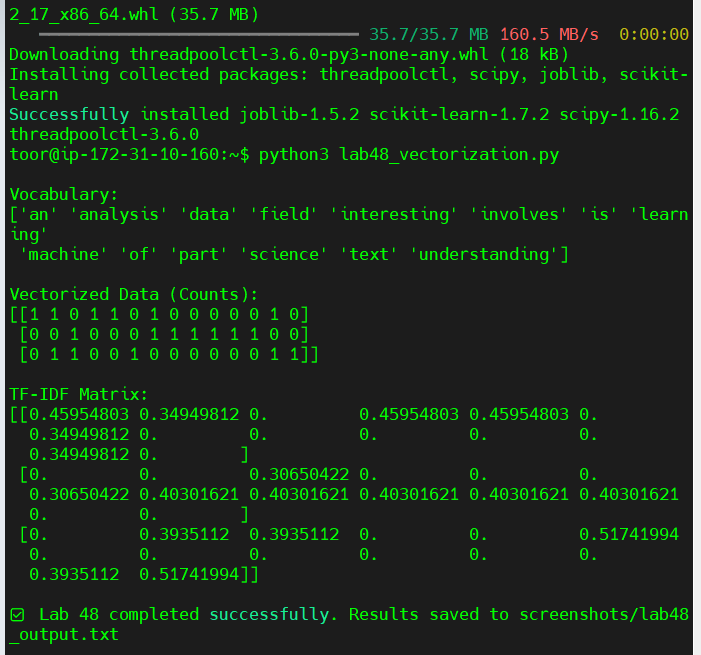 2_17_x86_64.whl (35.7 MB)
35.7/35.7 MB 160.5 MB/s 0:00:00
Downloading threadpoolctl-3.6.0-py3-none-any.whl (18 kB)
Installing collected packages: threadpoolctl, scipy, joblib, scikit-
learn
Successfully installed joblib-1.5.2 scikit-learn-1.7.2 scipy-1.16.2
threadpoolctl-3.6.0
toor@ip-172-31-10-160:~$ python3 lab48_vectorization.py
Vocabulary:
['an' 'analysis' 'data' 'field' 'interesting' 'involves' 'is' 'learn
ing'
'machine' 'of' 'part' 'science' 'text' 'understanding']
Vectorized Data (Counts):
[[1 1 0 1 1 0 1 0 0 0 0 0 1 0]
[0 0 1 0 0 0 1 1 1 1 1 1 0 0]
[0 1 1 0 0 1 0 0 0 0 0 0 1 1]]
TF-IDF Matrix:
[[0.45954803 0.34949812 0. 0.45954803 0.45954803 0.
0.34949812 0. 0. 0. 0. 0.
0.34949812 0. ]
[0. 0. 0.30650422 0. 0. 0.
0.30650422 0.40301621 0.40301621 0.40301621 0.40301621 0.40301621
0. 0. ]
[0. 0.3935112 0.3935112 0. 0. 0.51741994
0. 0. 0. 0. 0. 0.
0.3935112 0.51741994]]
☑ Lab 48 completed successfully. Results saved to screenshots/lab48
_output.txt